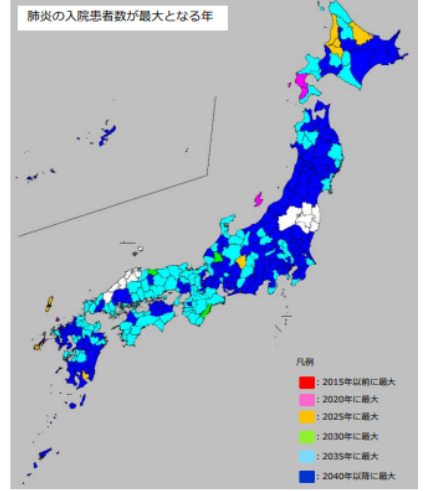 肺炎の入院患者数が最大となる年
凡例
：2015年以前に最大
：2020年に最大
：2025年に最大
：2030年に最大
：2035年に最大
：2040年以降に最大